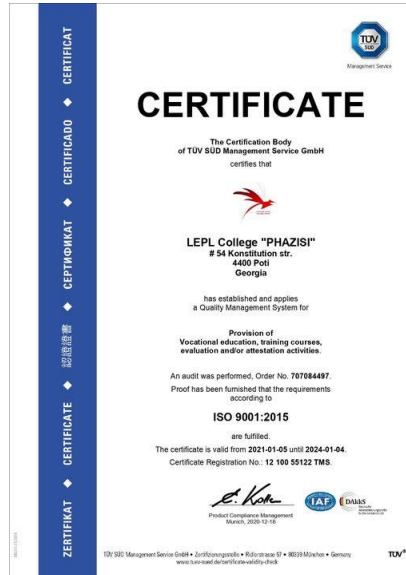 TÜV
SÜD
Management Service
CERTIFICATE
The Certification Body
of TÜV SÜD Management Service GmbH
certifies that
LEPL College "PHAZISI"
# 54 Konstitution str.
4400 Poti
Georgia
has established and applies
a Quality Management System for
Provision of
Vocational education, training courses,
evaluation and/or attestation activities.
An audit was performed, Order No. 707084497.
Proof has been furnished that the requirements
according to
ISO 9001:2015
are fulfilled.
The certificate is valid from 2021-01-05 until 2024-01-04.
Certificate Registration No.: 12 100 55122 TMS.
Product Compliance Management
Munich, 2020-12-18
IAF
DAkkS
TÜV SÜD Management Service GmbH • Zertifizierungsstelle • Ridlerstrasse 57 • 80339 München • Germany
www.tuev-sued.de/certificate-validity-check
TÜV®
ZERTIFIKAT ◆ CERTIFICATE ◆ 認證證書 ◆ СЕРТИФИКАТ ◆ CERTIFICADO ◆ CERTIFICAT